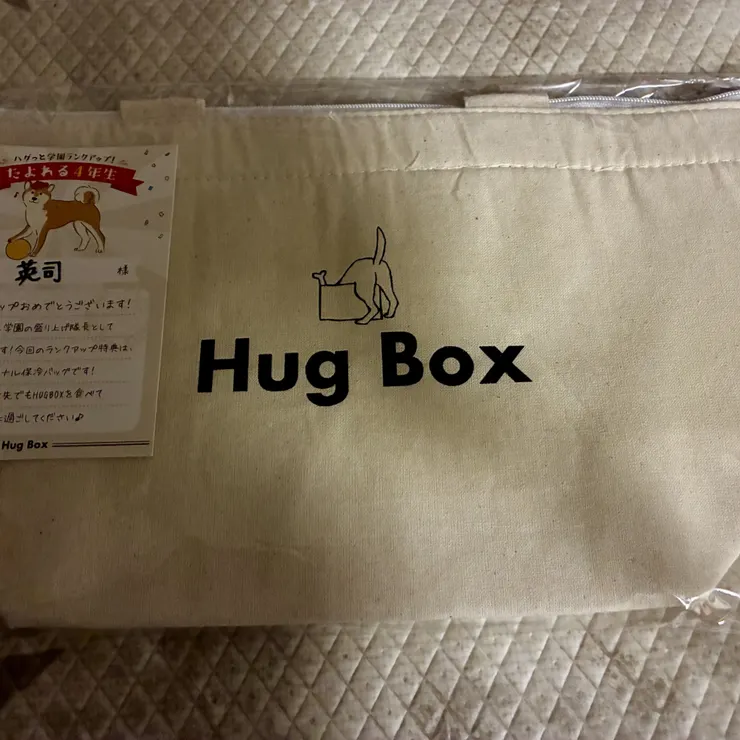 ハグっと学園ランクアップ!
たよれる4年生
英司 様
ップおめでとうございます!
学園の盛り上げ隊長として
す!今回のランクアップ特典は、
ナル保冷バッグです!
先でもHUGBOXを食べて
過ごしてください♪
Hug Box
Hug Box